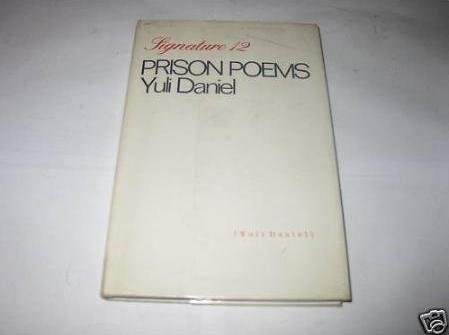 Signature 12
PRISON POEMS
Yuli Daniel
(Yuli Daniel)